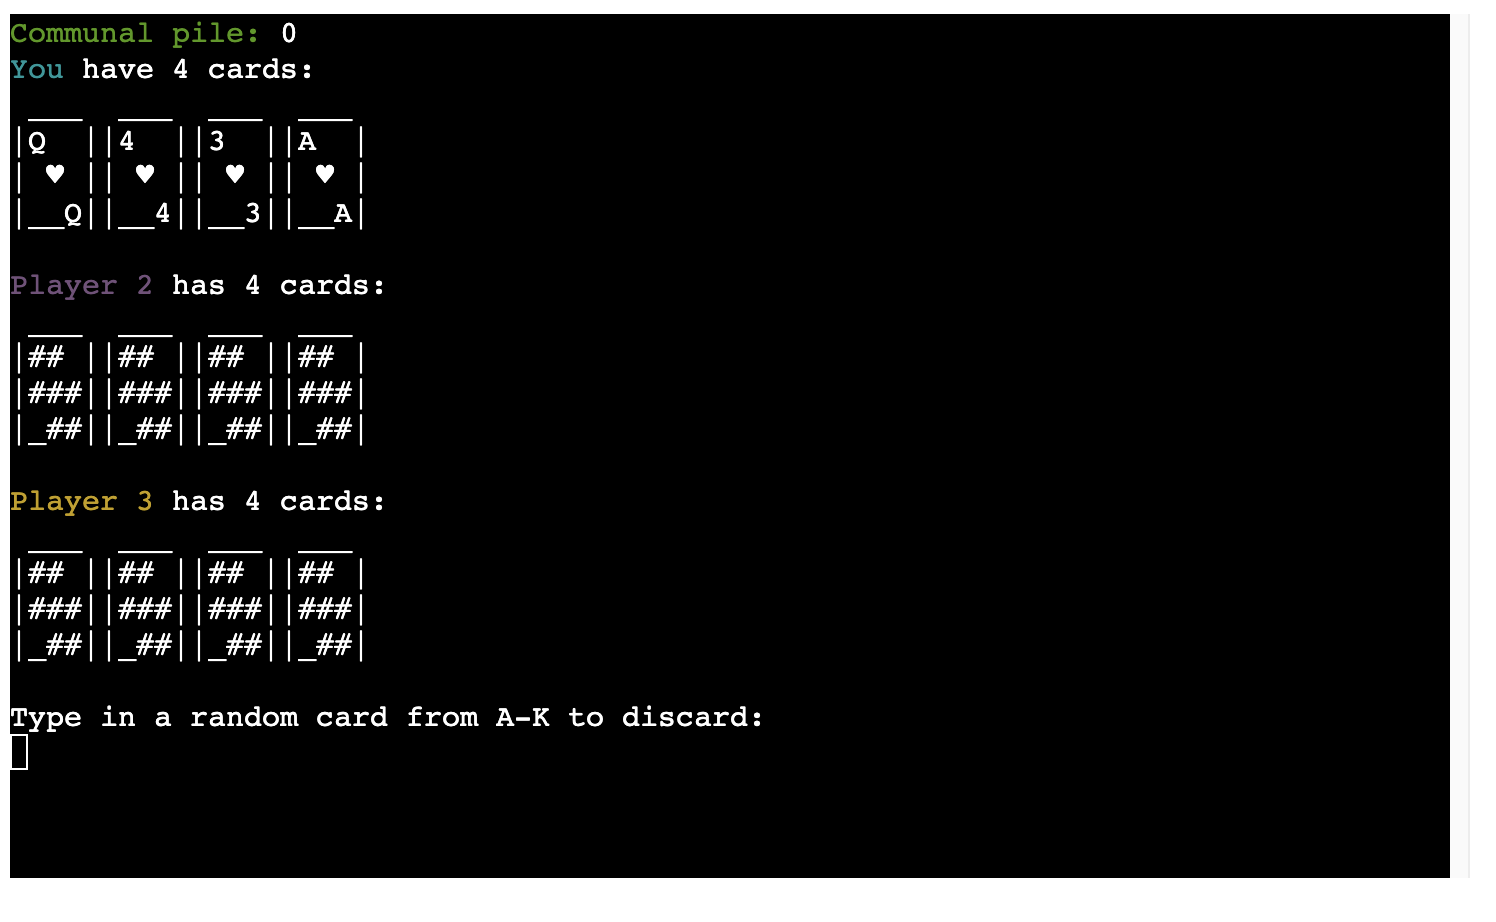 Communal pile: 0
You have 4 cards:
 ___  ___  ___  ___
|Q  ||4  ||3  ||A  |
| ♥ || ♥ || ♥ || ♥ |
|__Q||__4||__3||__A|
Player 2 has 4 cards:
 ___  ___  ___  ___
|## ||## ||## ||## |
|###||###||###||###|
|_##||_##||_##||_##|
Player 3 has 4 cards:
 ___  ___  ___  ___
|## ||## ||## ||## |
|###||###||###||###|
|_##||_##||_##||_##|
Type in a random card from A-K to discard: